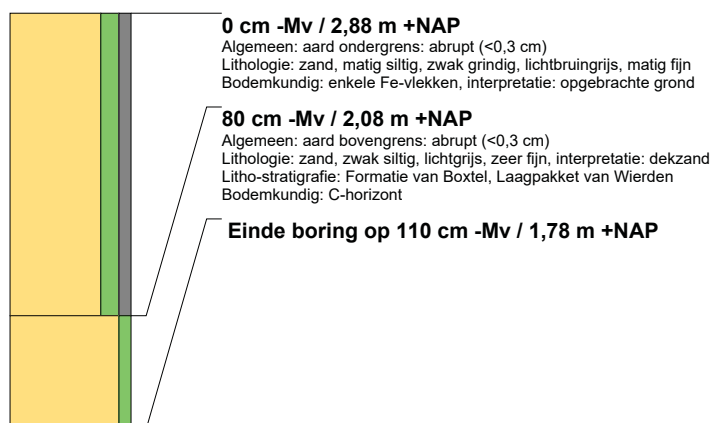 0 cm -Mv / 2,88 m +NAP
Algemeen: aard ondergrens: abrupt (<0,3 cm)
Lithologie: zand, matig siltig, zwak grindig, lichtbruingrijs, matig fijn
Bodemkundig: enkele Fe-vlekken, interpretatie: opgebrachte grond
80 cm -Mv / 2,08 m +NAP
Algemeen: aard bovengrens: abrupt (<0,3 cm)
Lithologie: zand, zwak siltig, lichtgrijs, zeer fijn, interpretatie: dekzand
Litho-stratigrafie: Formatie van Boxtel, Laagpakket van Wierden
Bodemkundig: C-horizont
Einde boring op 110 cm -Mv / 1,78 m +NAP